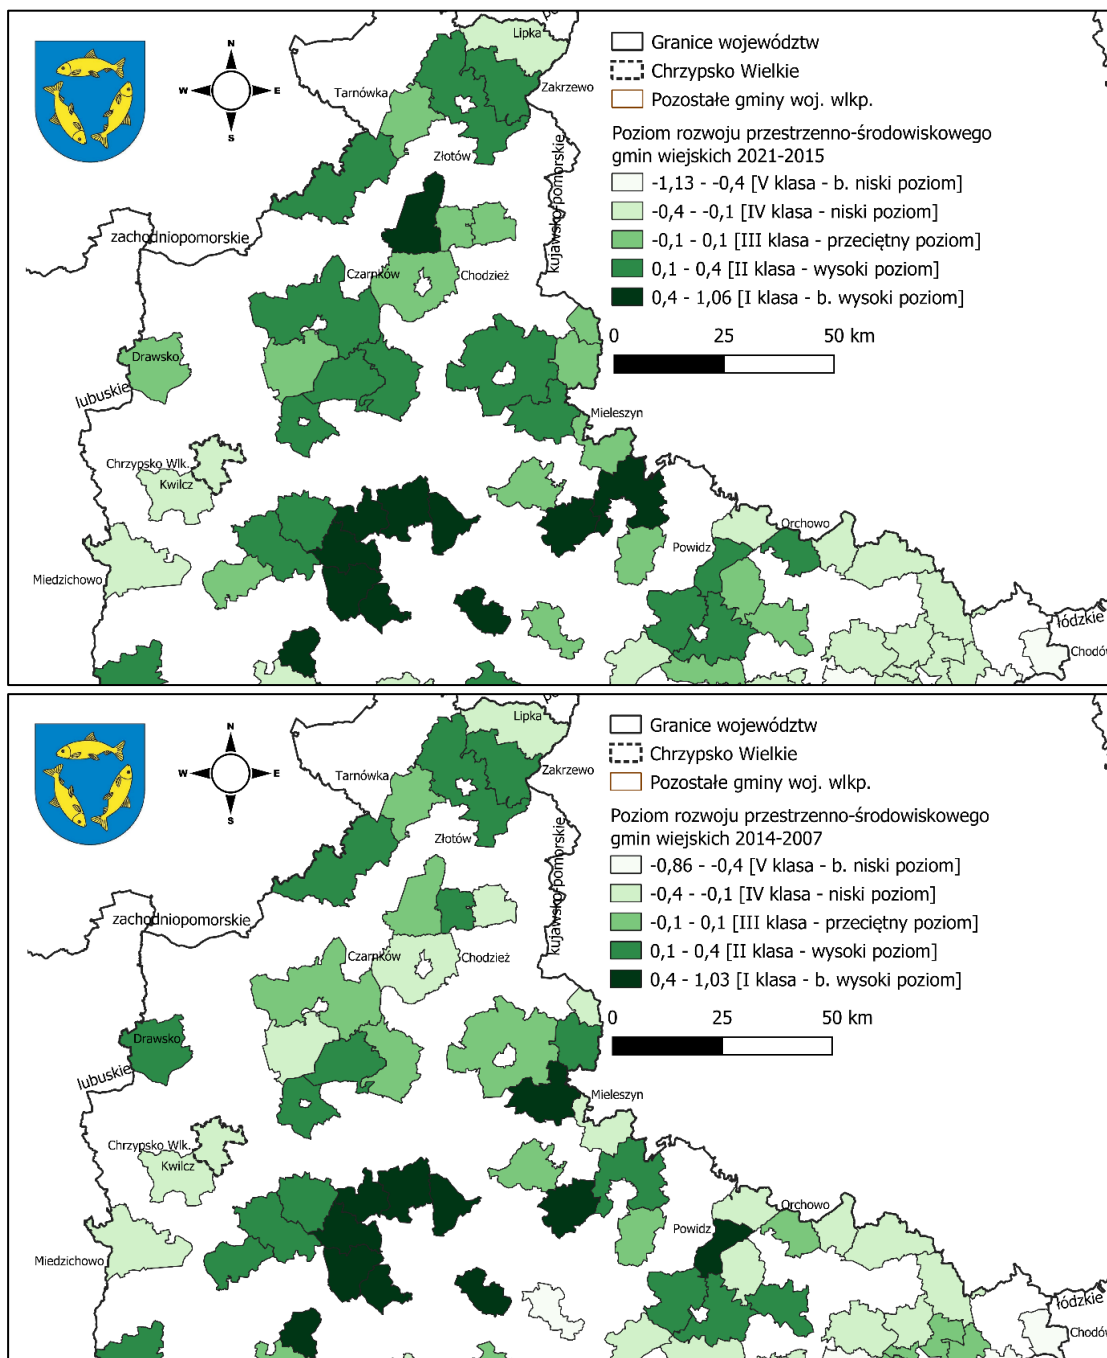 Lipka
Granice województw
Chrzypsko Wielkie
Pozostałe gminy woj. wlkp.
Poziom rozwoju przestrzenno-środowiskowego
gmin wiejskich 2021-2015
-1,13 - -0,4 [V klasa - b. niski poziom]
-0,4 - -0,1 [IV klasa - niski poziom]
-0,1 - 0,1 [III klasa - przeciętny poziom]
0,1 - 0,4 [II klasa - wysoki poziom]
0,4 - 1,06 [I klasa - b. wysoki poziom]
0 25 50 km
N
W E
S
Tarnówka
Zakrzewo
Złotów
kujawsko-pomorskie
zachodniopomorskie
Czarnków
Chodzież
Drawsko
lubuskie
Mieleszyn
Chrzypsko Wlk.
Kwilcz
Orchowo
Powidz
Miedzichowo
łódzkie
Chodów
Lipka
Granice województw
Chrzypsko Wielkie
Pozostałe gminy woj. wlkp.
Poziom rozwoju przestrzenno-środowiskowego
gmin wiejskich 2014-2007
-0,86 - -0,4 [V klasa - b. niski poziom]
-0,4 - -0,1 [IV klasa - niski poziom]
-0,1 - 0,1 [III klasa - przeciętny poziom]
0,1 - 0,4 [II klasa - wysoki poziom]
0,4 - 1,03 [I klasa - b. wysoki poziom]
0 25 50 km
N
W E
S
Tarnówka
Zakrzewo
Złotów
kujawsko-pomorskie
zachodniopomorskie
Czarnków
Chodzież
Drawsko
lubuskie
Mieleszyn
Chrzypsko Wlk.
Kwilcz
Orchowo
Powidz
Miedzichowo
łódzkie
Chodów